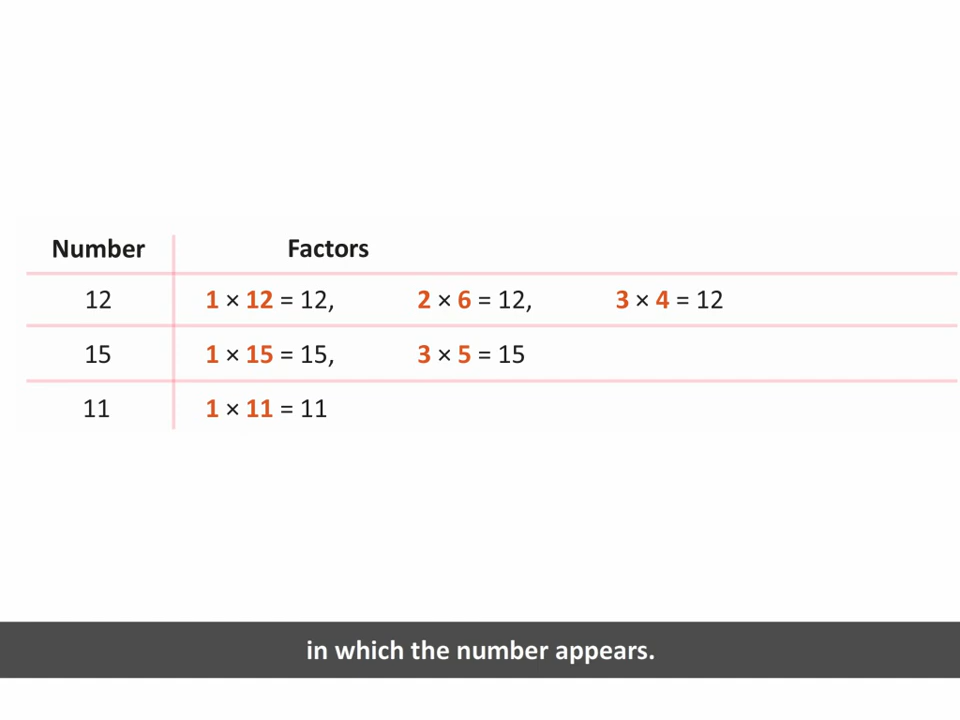 Number Factors
12 1 × 12 = 12, 2 × 6 = 12, 3 × 4 = 12
15 1 × 15 = 15, 3 × 5 = 15
11 1 × 11 = 11
in which the number appears.